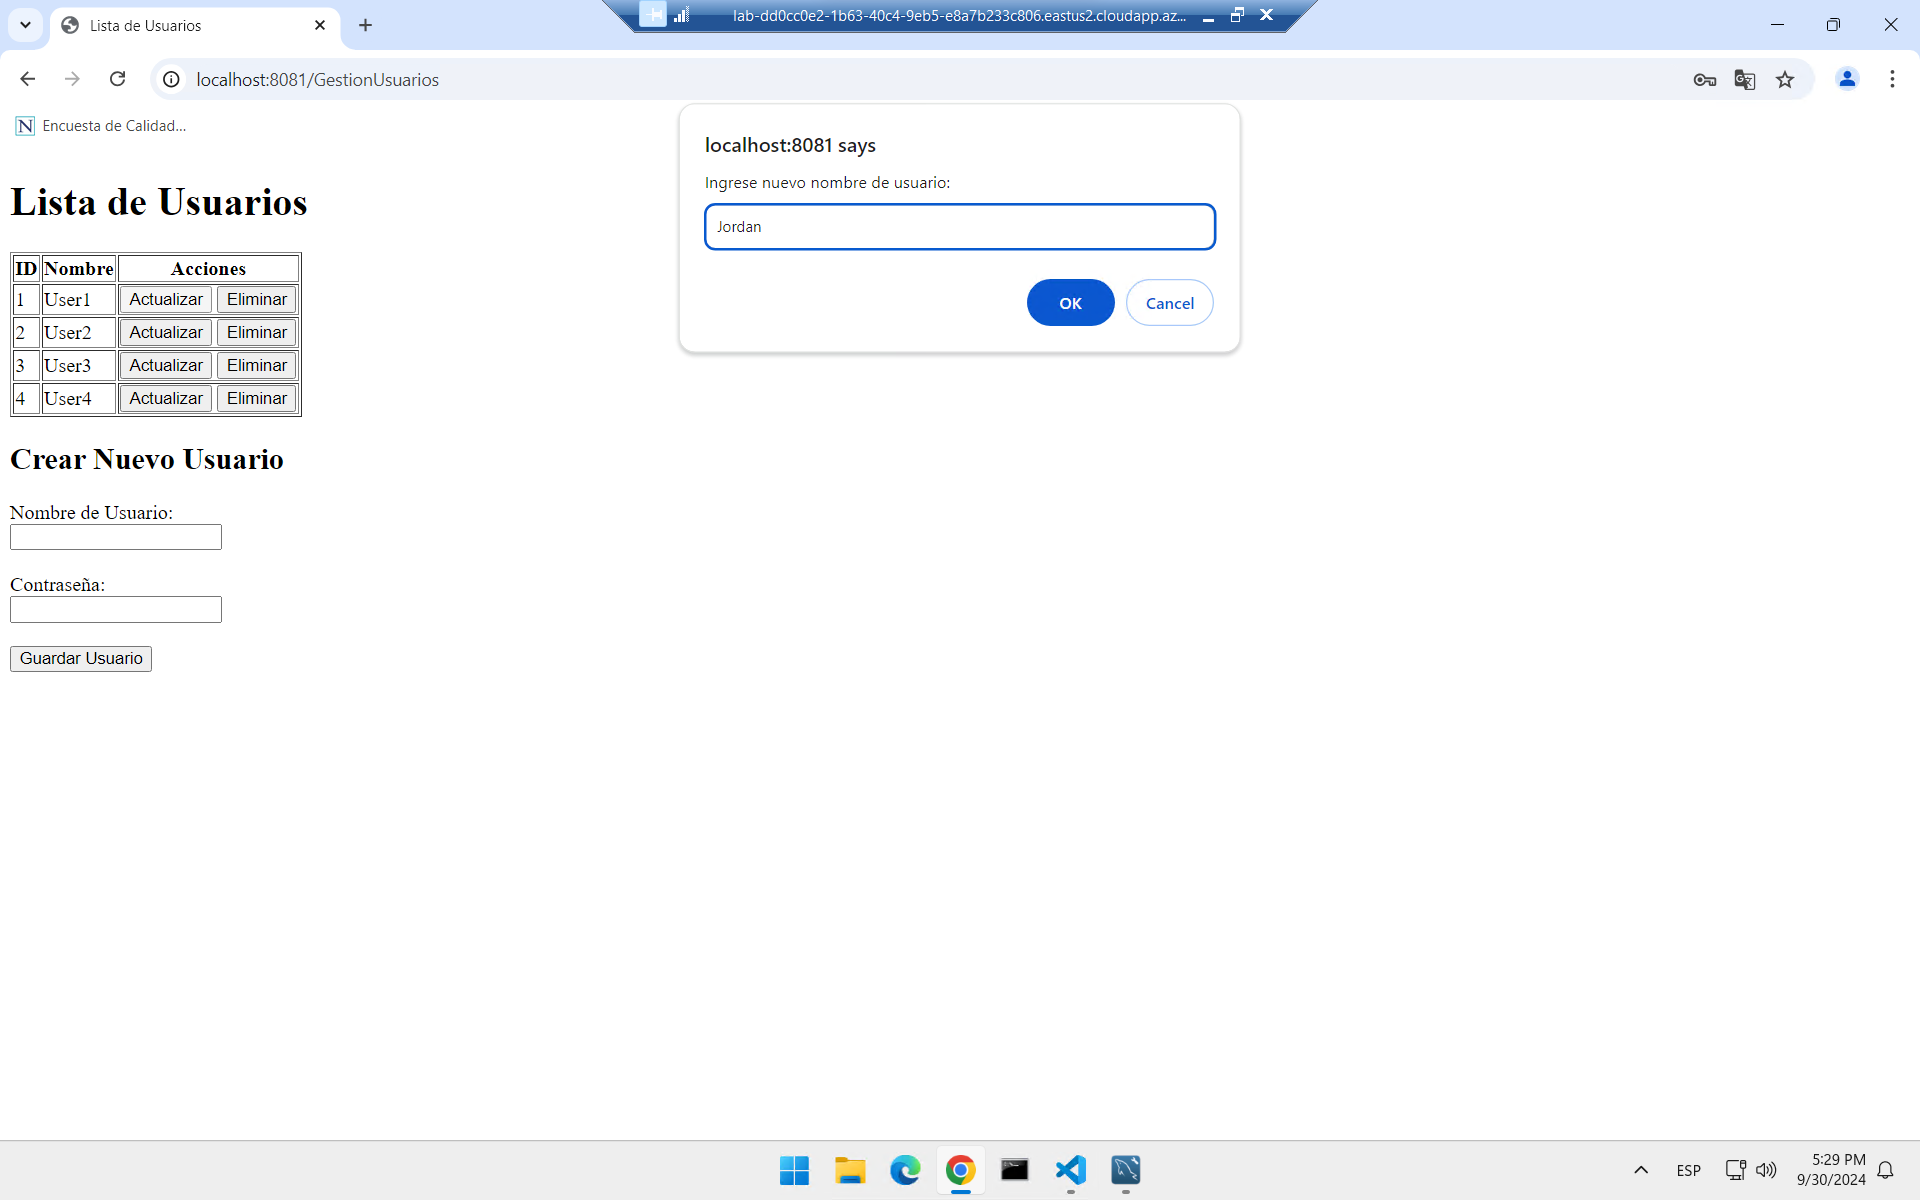 Lista de Usuarios
lab-dd0cc0e2-1b63-40c4-9eb5-e8a7b233c806.eastus2.cloudapp.az...
localhost:8081/GestionUsuarios
Encuesta de Calidad...
localhost:8081 says
Ingrese nuevo nombre de usuario:
Jordan
OK Cancel
Lista de Usuarios
ID Nombre Acciones
1 User1 Actualizar Eliminar
2 User2 Actualizar Eliminar
3 User3 Actualizar Eliminar
4 User4 Actualizar Eliminar
Crear Nuevo Usuario
Nombre de Usuario:
Contraseña:
Guardar Usuario
ESP
5:29 PM
9/30/2024